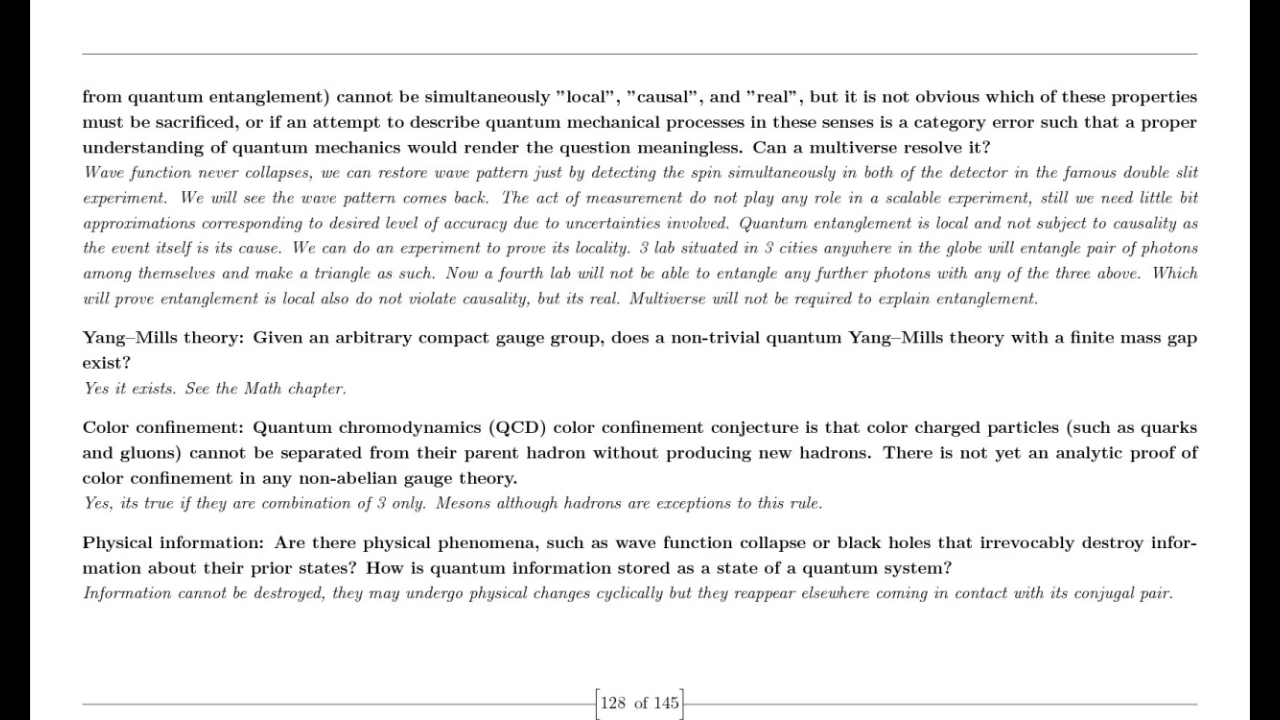 from quantum entanglement) cannot be simultaneously ”local”, ”causal”, and ”real”, but it is not obvious which of these properties
must be sacrificed, or if an attempt to describe quantum mechanical processes in these senses is a category error such that a proper
understanding of quantum mechanics would render the question meaningless. Can a multiverse resolve it?
Wave function never collapses, we can restore wave pattern just by detecting the spin simultaneously in both of the detector in the famous double slit
experiment. We will see the wave pattern comes back. The act of measurement do not play any role in a scalable experiment, still we need little bit
approximations corresponding to desired level of accuracy due to uncertainties involved. Quantum entanglement is local and not subject to causality as
the event itself is its cause. We can do an experiment to prove its locality. 3 lab situated in 3 cities anywhere in the globe will entangle pair of photons
among themselves and make a triangle as such. Now a fourth lab will not be able to entangle any further photons with any of the three above. Which
will prove entanglement is local also do not violate causality, but its real. Multiverse will not be required to explain entanglement.
Yang–Mills theory: Given an arbitrary compact gauge group, does a non-trivial quantum Yang–Mills theory with a finite mass gap
exist?
Yes it exists. See the Math chapter.
Color confinement: Quantum chromodynamics (QCD) color confinement conjecture is that color charged particles (such as quarks
and gluons) cannot be separated from their parent hadron without producing new hadrons. There is not yet an analytic proof of
color confinement in any non-abelian gauge theory.
Yes, its true if they are combination of 3 only. Mesons although hadrons are exceptions to this rule.
Physical information: Are there physical phenomena, such as wave function collapse or black holes that irrevocably destroy infor-
mation about their prior states? How is quantum information stored as a state of a quantum system?
Information cannot be destroyed, they may undergo physical changes cyclically but they reappear elsewhere coming in contact with its conjugal pair.
[128 of 145]